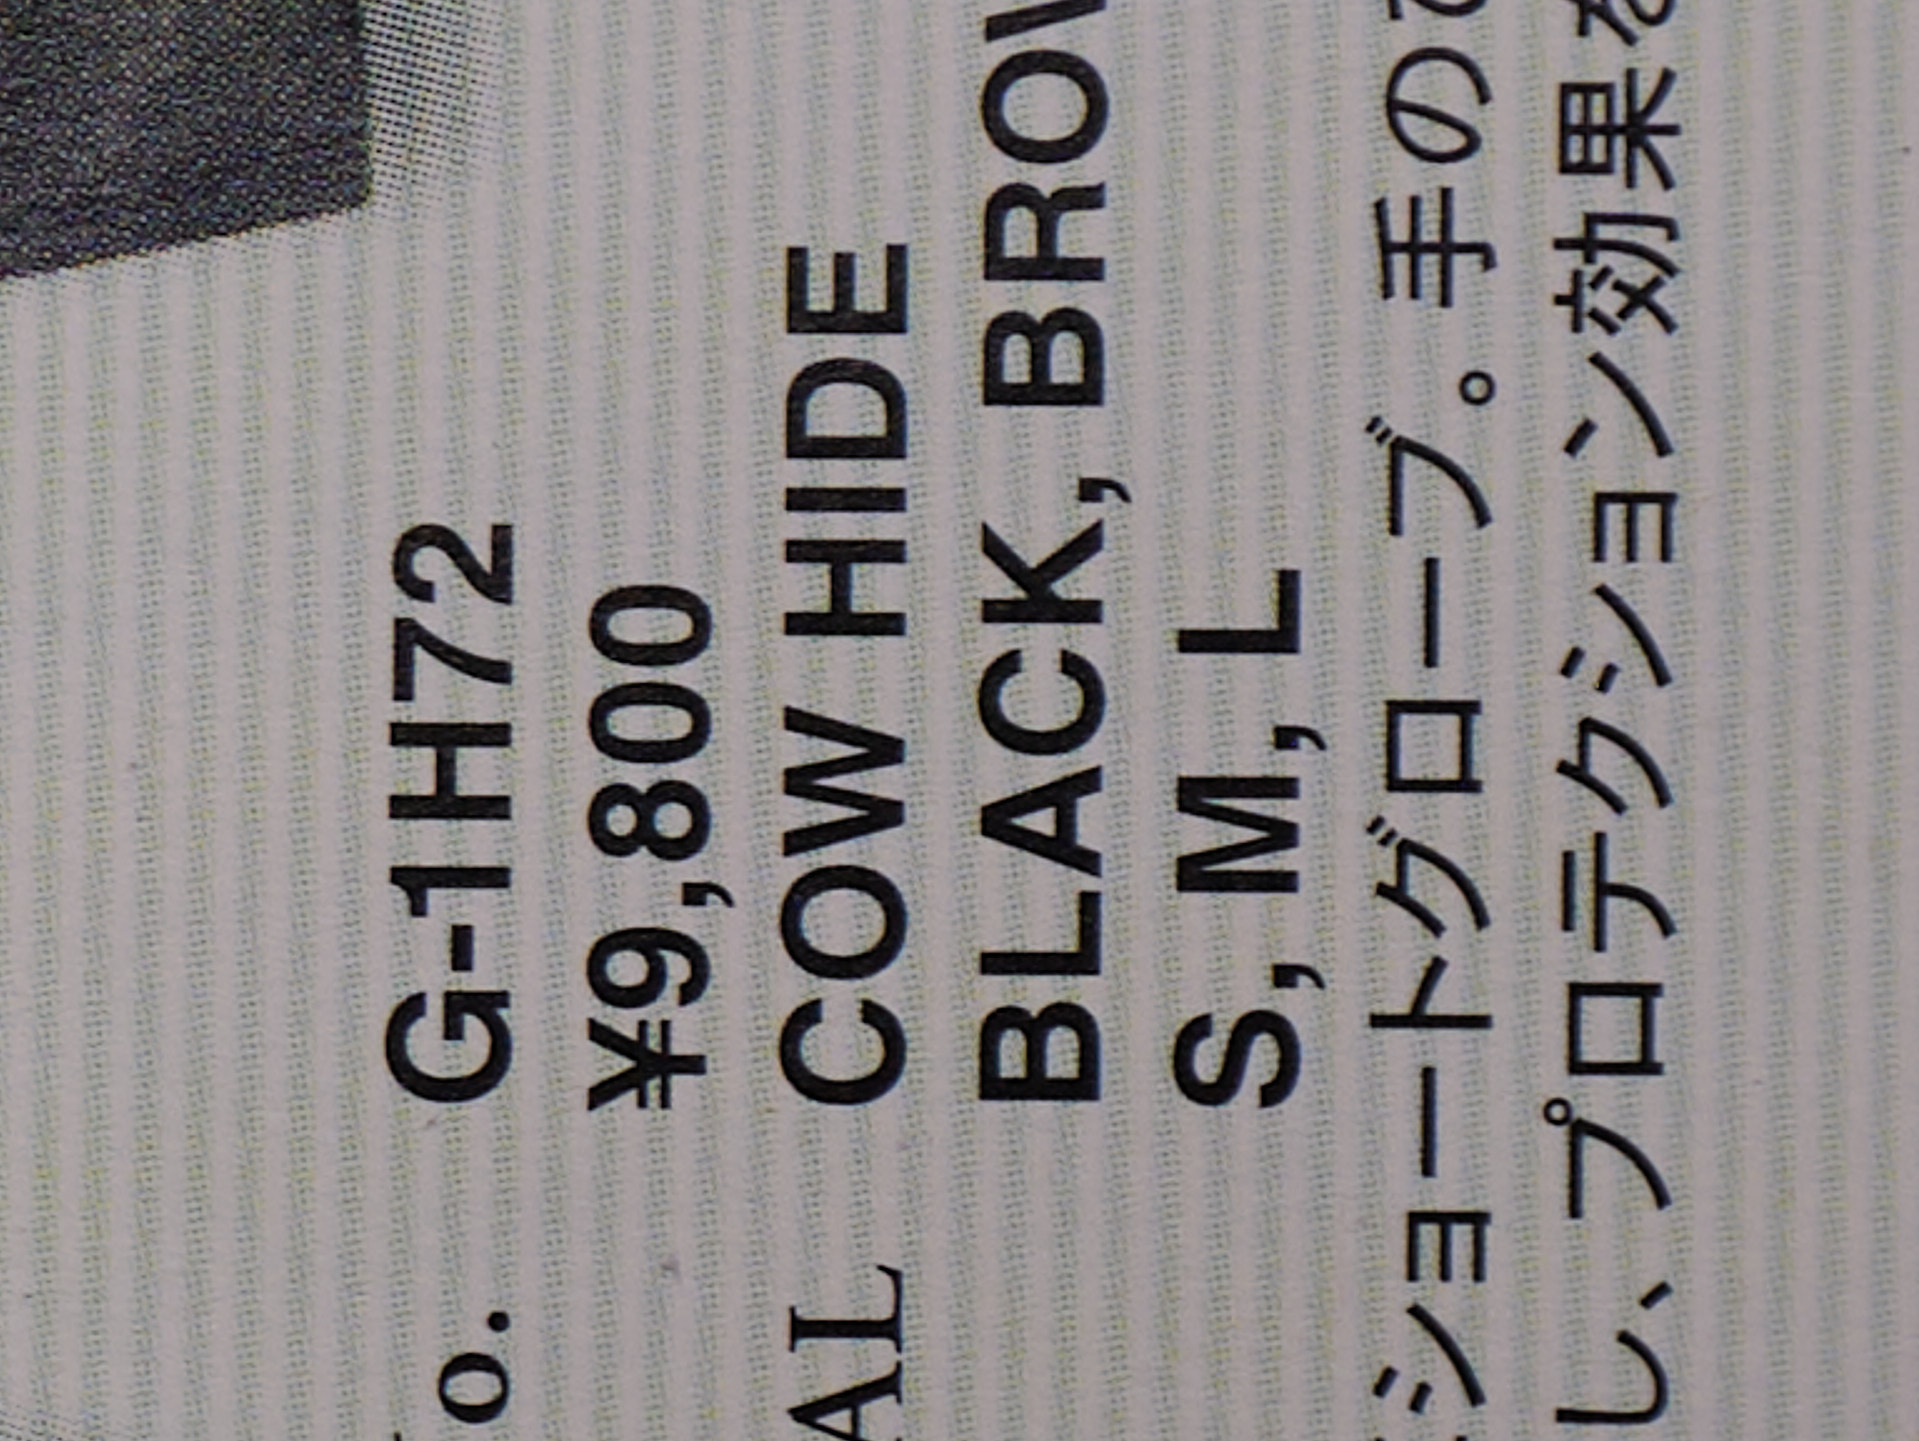 o. G-1H72
¥9,800
AL COW HIDE
BLACK, BRO
S, M, L
ショートグローブ。手の
し、プロテクション効果を